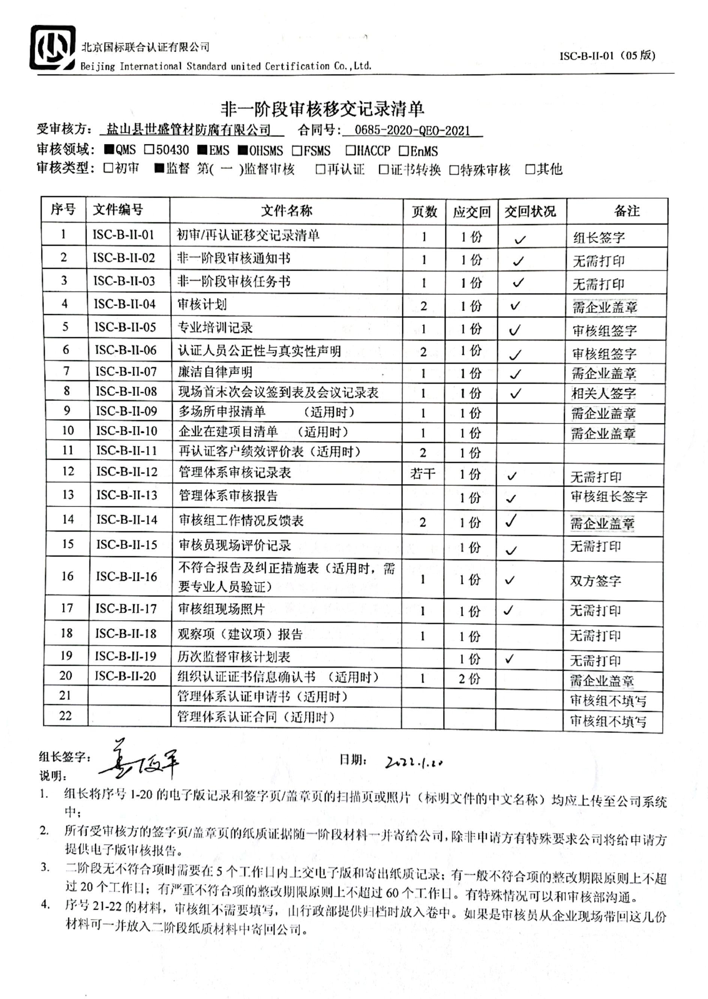 北京国标联合认证有限公司
Beijing International Standard united Certification Co.,Ltd.
ISC-B-II-01（05版)
非一阶段审核移交记录清单
受审核方： 盐山县世盛管材防腐有限公司 合同号： 0685-2020-QEO-2021
审核领域：■QMS □50430 ■EMS ■OHSMS □FSMS □HACCP □EnMS
审核类型：□初审 ■监督 第( 一 )监督审核 □再认证 □证书转换 □特殊审核 □其他
序号 文件编号 文件名称 页数 应交回 交回状况 备注
1 ISC-B-II-01 初审/再认证移交记录清单 1 1份 ✓ 组长签字
2 ISC-B-II-02 非一阶段审核通知书 1 1份 ✓ 无需打印
3 ISC-B-II-03 非一阶段审核任务书 1 1份 ✓ 无需打印
4 ISC-B-II-04 审核计划 2 1份 ✓ 需企业盖章
5 ISC-B-II-05 专业培训记录 1 1份 ✓ 审核组签字
6 ISC-B-II-06 认证人员公正性与真实性声明 2 1份 ✓ 审核组签字
7 ISC-B-II-07 廉洁自律声明 1 1份 ✓ 需企业盖章
8 ISC-B-II-08 现场首末次会议签到表及会议记录表 1 1份 ✓ 相关人签字
9 ISC-B-II-09 多场所申报清单 （适用时） 1 1份 需企业盖章
10 ISC-B-II-10 企业在建项目清单 （适用时） 1 1份 需企业盖章
11 ISC-B-II-11 再认证客户绩效评价表（适用时） 2 1份
12 ISC-B-II-12 管理体系审核记录表 若干 1份 ✓ 无需打印
13 ISC-B-II-13 管理体系审核报告 1份 ✓ 审核组长签字
14 ISC-B-II-14 审核组工作情况反馈表 2 1份 ✓ 需企业盖章
15 ISC-B-II-15 审核员现场评价记录 1份 ✓ 无需打印
16 ISC-B-II-16 不符合报告及纠正措施表（适用时，需
要专业人员验证） 1 1份 ✓ 双方签字
17 ISC-B-II-17 审核组现场照片 1 1份 ✓ 无需打印
18 ISC-B-II-18 观察项（建议项）报告 1 1份 无需打印
19 ISC-B-II-19 历次监督审核计划表 1份 ✓ 无需打印
20 ISC-B-II-20 组织认证证书信息确认书 （适用时） 1 2份 需企业盖章
21 管理体系认证申请书（适用时） 审核组不填写
22 管理体系认证合同（适用时） 审核组不填写
组长签字： 日期： 2022.1.20
说明：
1. 组长将序号 1-20 的电子版记录和签字页/盖章页的扫描页或照片（标明文件的中文名称）均应上传至公司系统
中；
2. 所有受审核方的签字页/盖章页的纸质证据随一阶段材料一并寄给公司,除非申请方有特殊要求公司将给申请方
提供电子版审核报告。
3. 二阶段无不符合项时需要在 5 个工作日内上交电子版和寄出纸质记录；有一般不符合项的整改期限原则上不超
过 20 个工作日；有严重不符合项的整改期限原则上不超过 60 个工作日。有特殊情况可以和审核部沟通。
4. 序号 21-22 的材料，审核组不需要填写，由行政部提供归档时放入卷中。如果是审核员从企业现场带回这几份
材料可一并放入二阶段纸质材料中寄回公司。